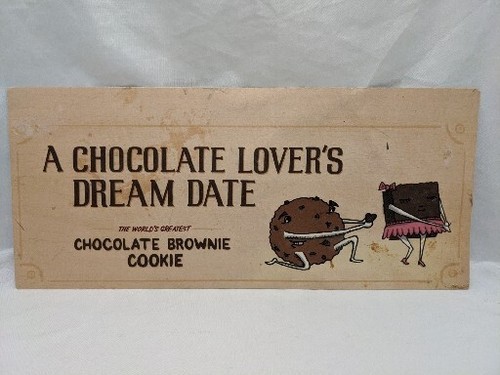 A CHOCOLATE LOVER'S
DREAM DATE
THE WORLD'S GREATEST
CHOCOLATE BROWNIE
COOKIE